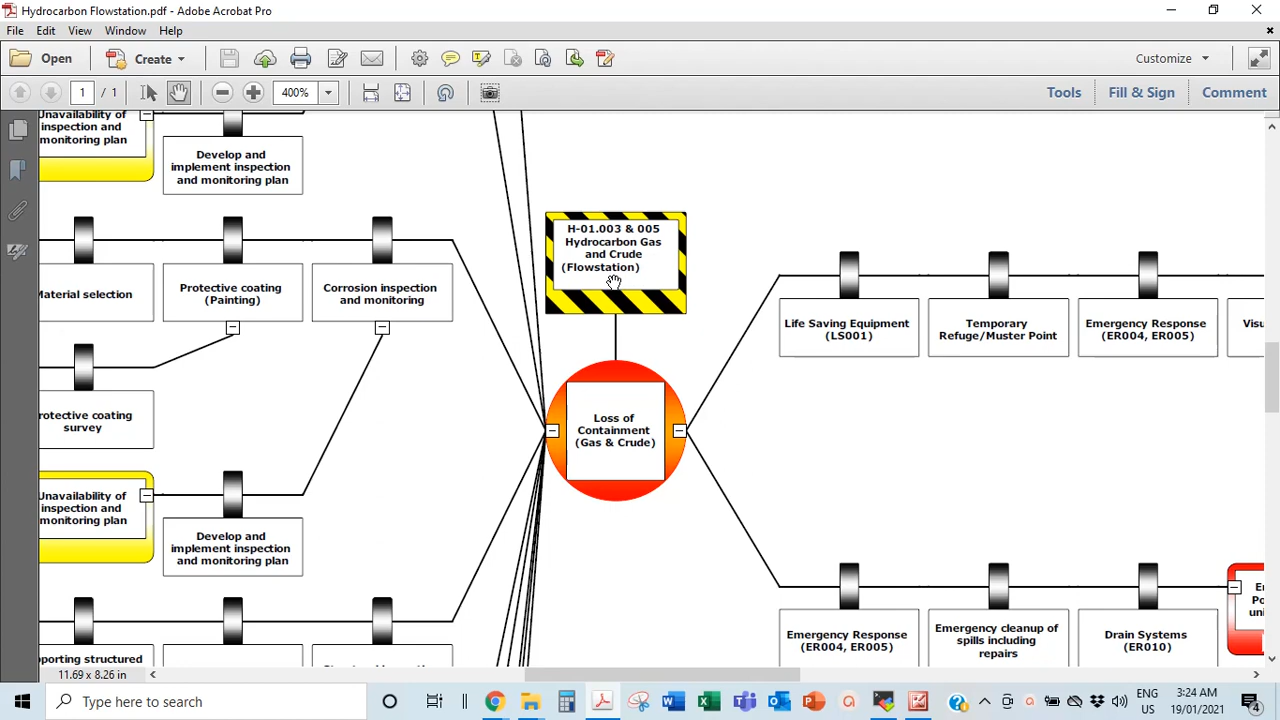 Hydrocarbon Flowstation.pdf - Adobe Acrobat Pro
File Edit View Window Help
Open Create Customize
1 / 1 400% Tools Fill & Sign Comment
Unavailability of
inspection and
monitoring plan
Develop and
implement inspection
and monitoring plan
H-01.003 & 005
Hydrocarbon Gas
and Crude
(Flowstation)
Material selection
Protective coating
(Painting)
Corrosion inspection
and monitoring
Life Saving Equipment
(LS001)
Temporary
Refuge/Muster Point
Emergency Response
(ER004, ER005)
rotective coating
survey
Loss of
Containment
(Gas & Crude)
Unavailability of
inspection and
monitoring plan
Develop and
implement inspection
and monitoring plan
Emergency Response
(ER004, ER005)
Emergency cleanup of
spills including
repairs
Drain Systems
(ER010)
porting structured
11.69 x 8.26 in
Type here to search
ENG
US
3:24 AM
19/01/2021
4